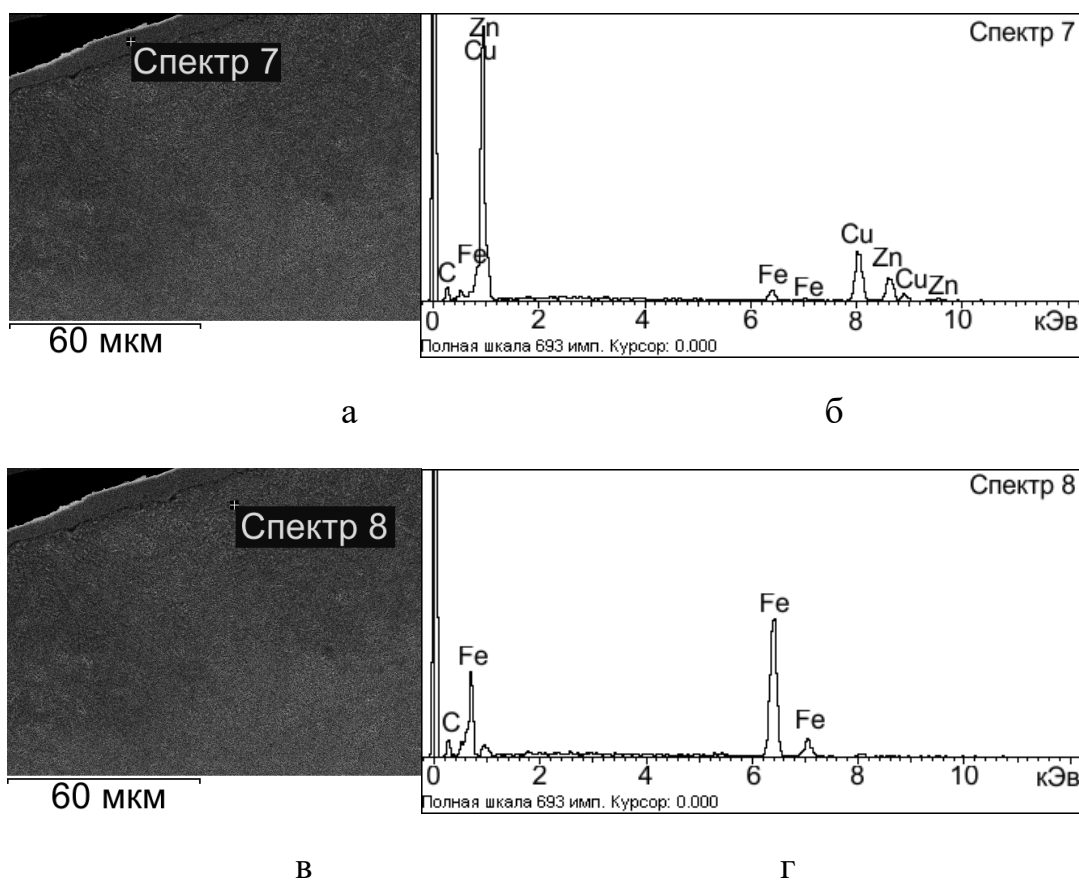 Спектр 7
60 мкм
Спектр 7
Zn
Cu
C
Fe
Fe
Fe
Cu
Zn
Cu
Zn
0 2 4 6 8 10 кЭв
Полная шкала 693 имп. Курсор: 0.000
а
б
Спектр 8
60 мкм
Спектр 8
C
Fe
Fe
Fe
0 2 4 6 8 10 кЭв
Полная шкала 693 имп. Курсор: 0.000
в
г